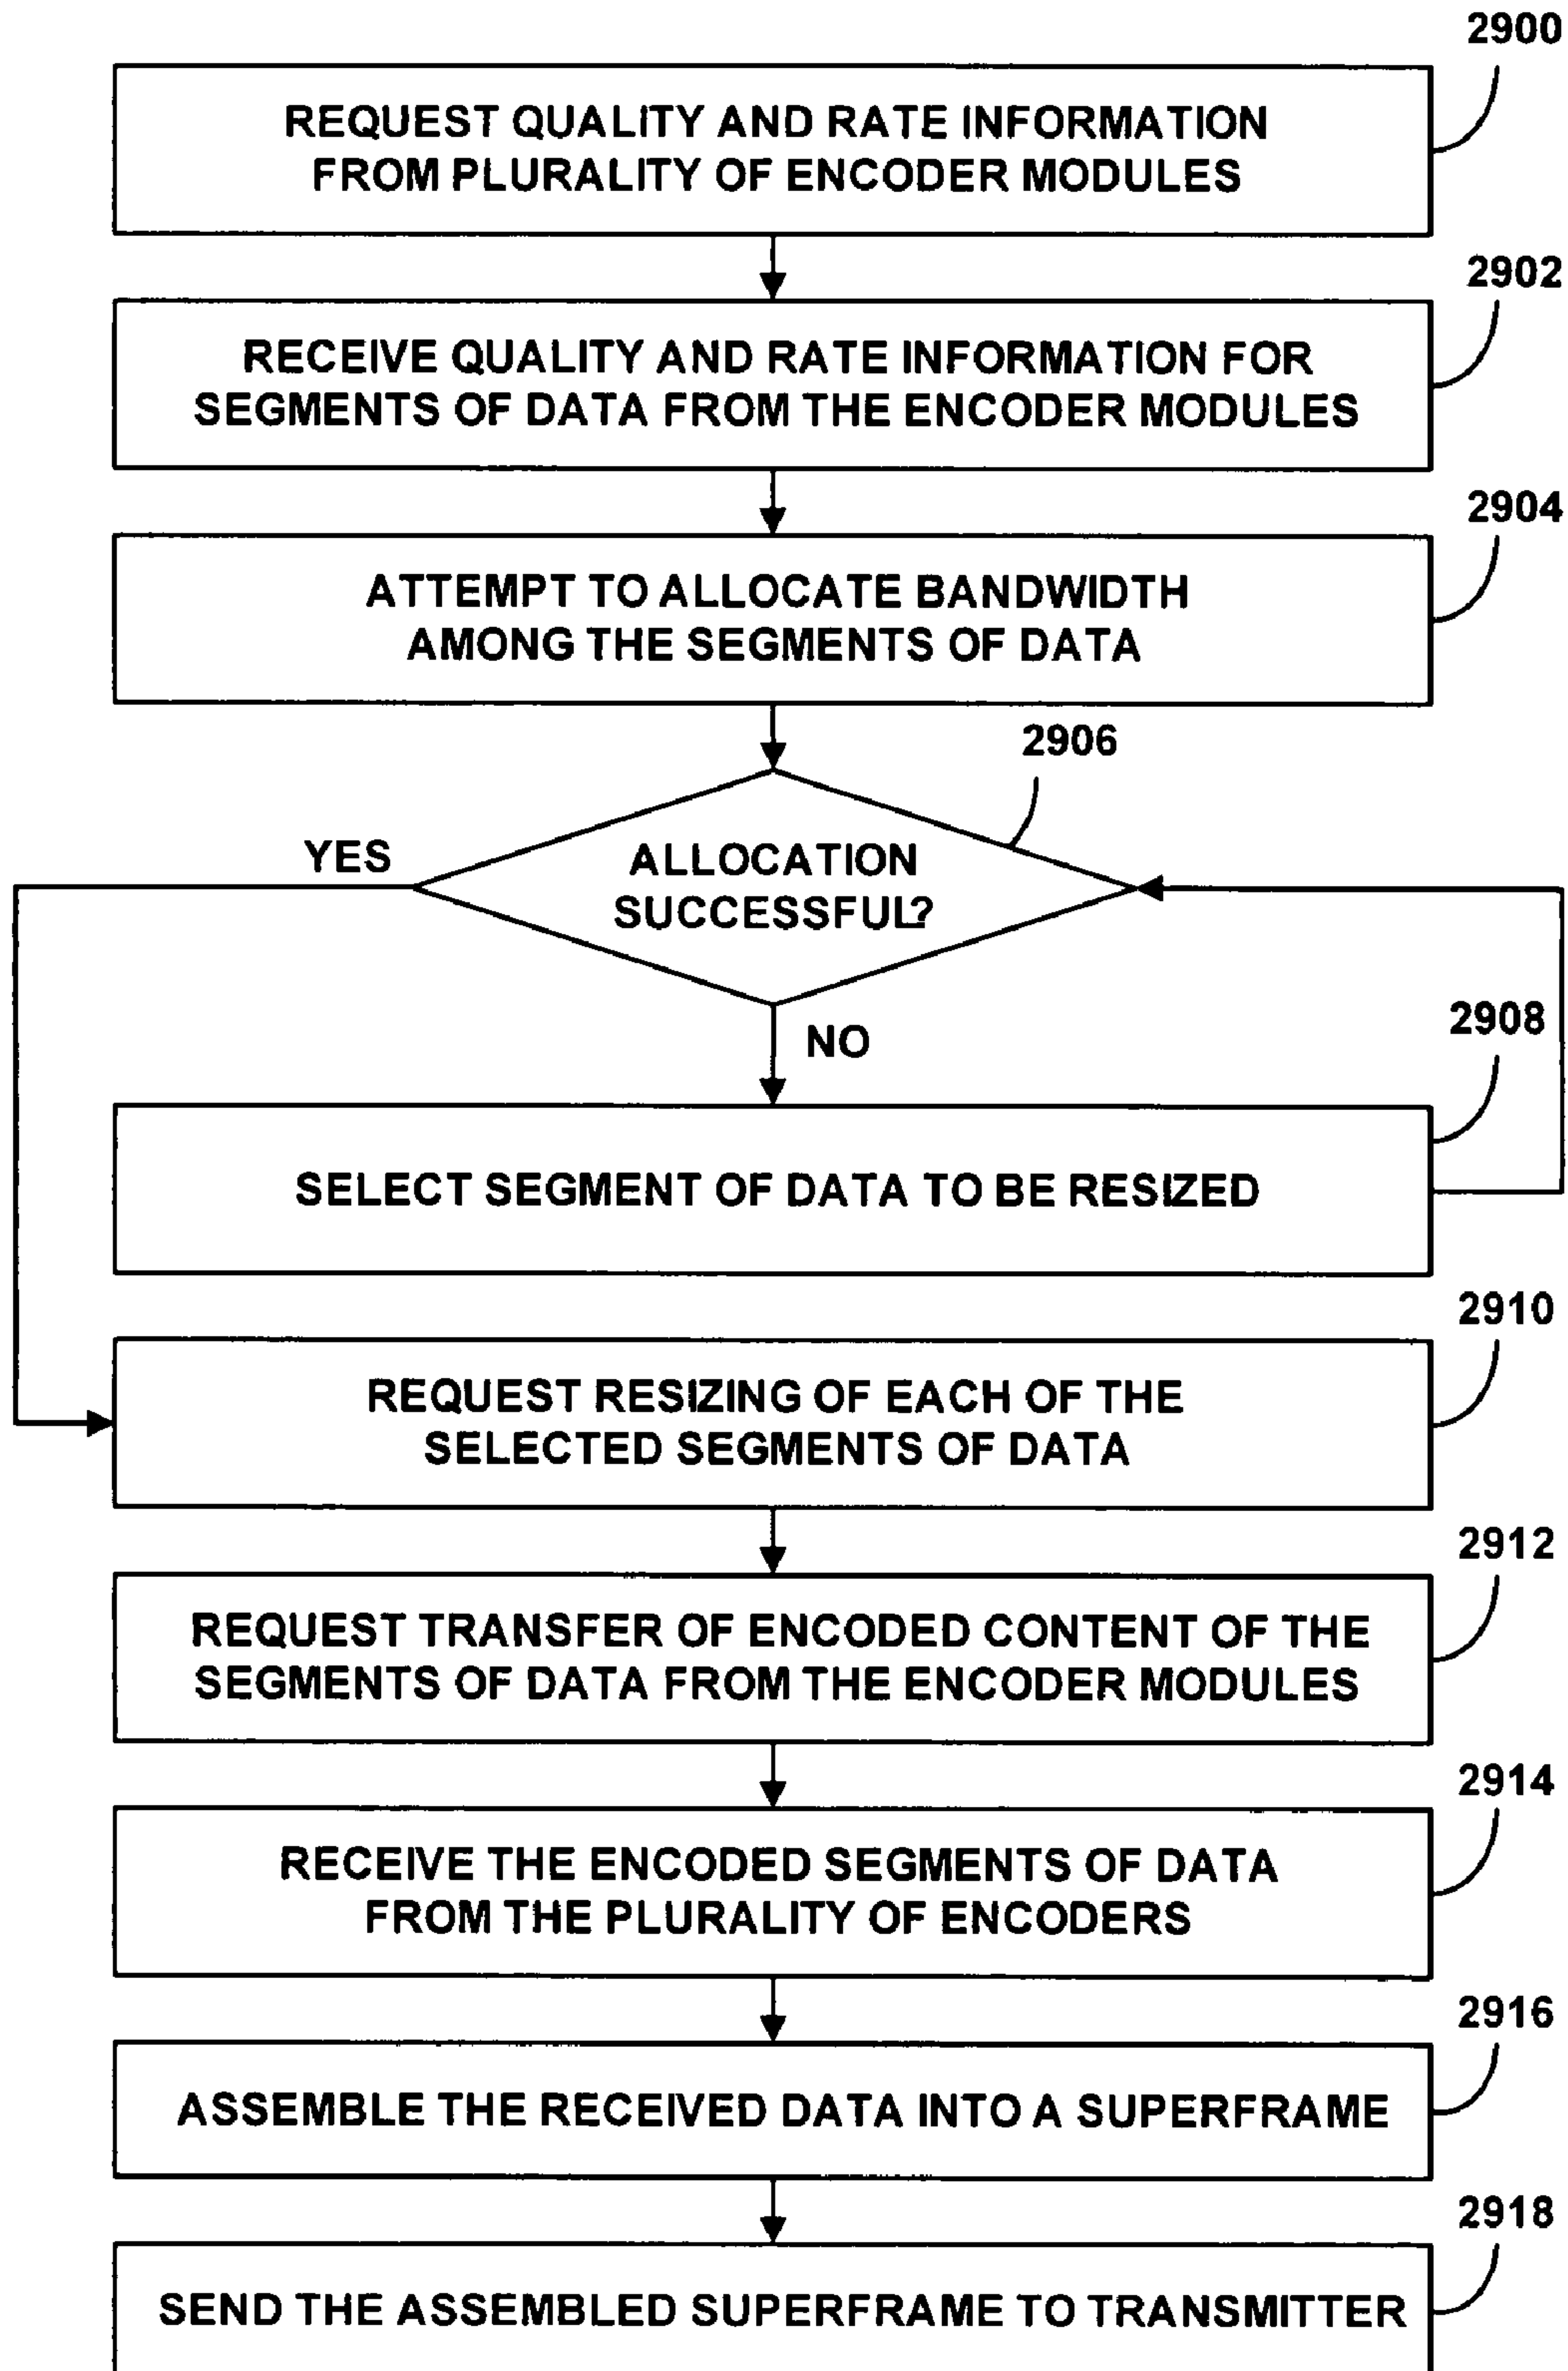 2900
REQUEST QUALITY AND RATE INFORMATION
FROM PLURALITY OF ENCODER MODULES
2902
RECEIVE QUALITY AND RATE INFORMATION FOR
SEGMENTS OF DATA FROM THE ENCODER MODULES
2904
ATTEMPT TO ALLOCATE BANDWIDTH
AMONG THE SEGMENTS OF DATA
2906
YES
ALLOCATION
SUCCESSFUL?
NO
2908
SELECT SEGMENT OF DATA TO BE RESIZED
2910
REQUEST RESIZING OF EACH OF THE
SELECTED SEGMENTS OF DATA
2912
REQUEST TRANSFER OF ENCODED CONTENT OF THE
SEGMENTS OF DATA FROM THE ENCODER MODULES
2914
RECEIVE THE ENCODED SEGMENTS OF DATA
FROM THE PLURALITY OF ENCODERS
2916
ASSEMBLE THE RECEIVED DATA INTO A SUPERFRAME
2918
SEND THE ASSEMBLED SUPERFRAME TO TRANSMITTER